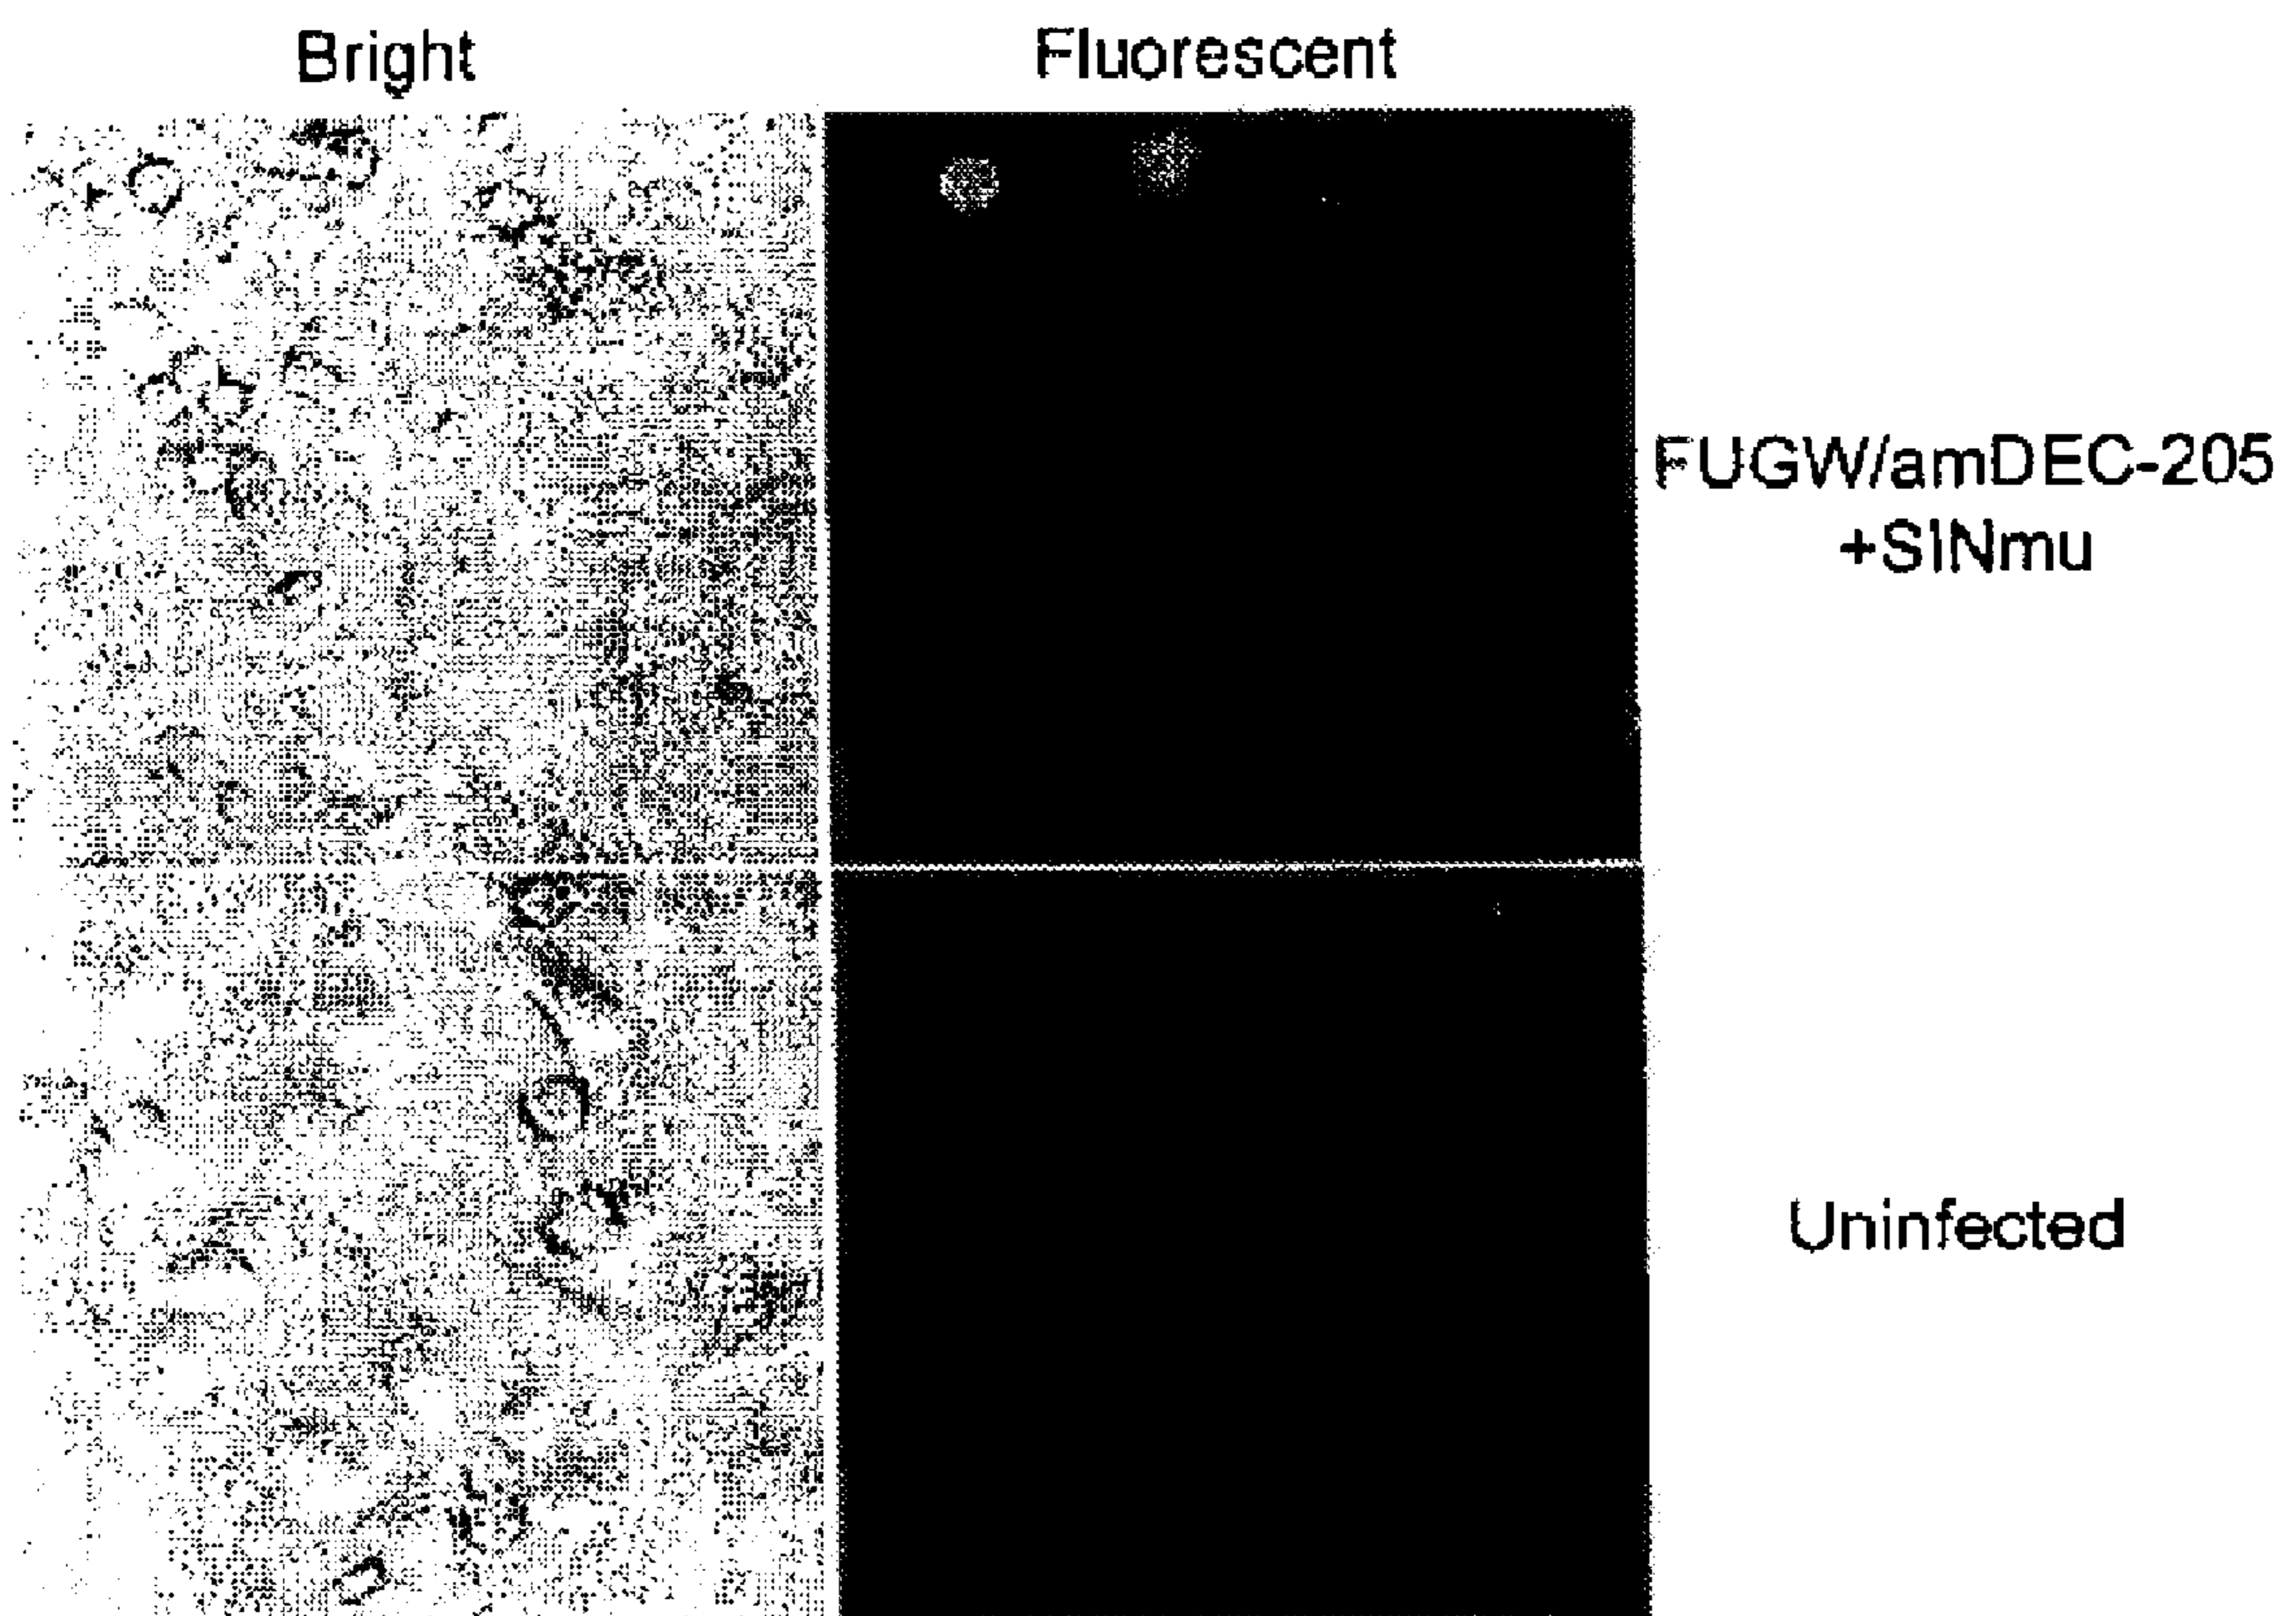 Bright
Fluorescent
FUGW/amDEC-205
+SINmu
Uninfected